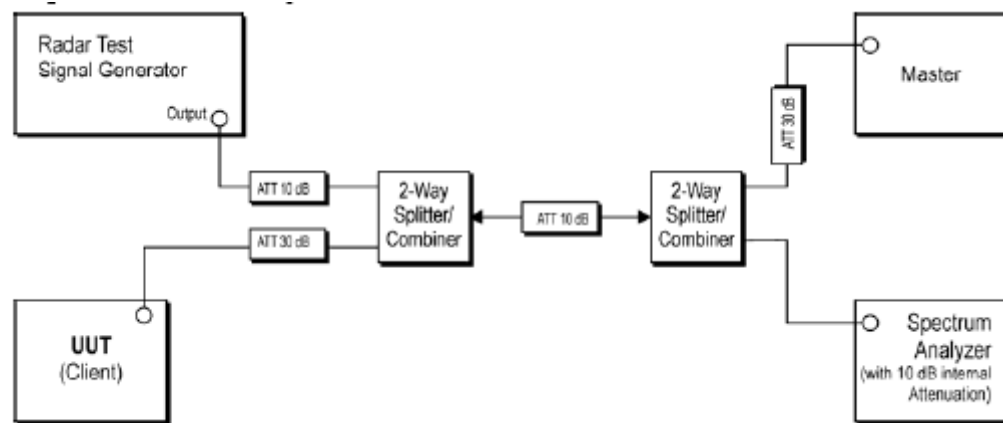 Radar Test
Signal Generator
Output
ATT 10 dB
ATT 30 dB
UUT
(Client)
2-Way
Splitter/
Combiner
ATT 10 dB
2-Way
Splitter/
Combiner
ATT 30 dB
Master
Spectrum
Analyzer
(with 10 dB internal
Attenuation)